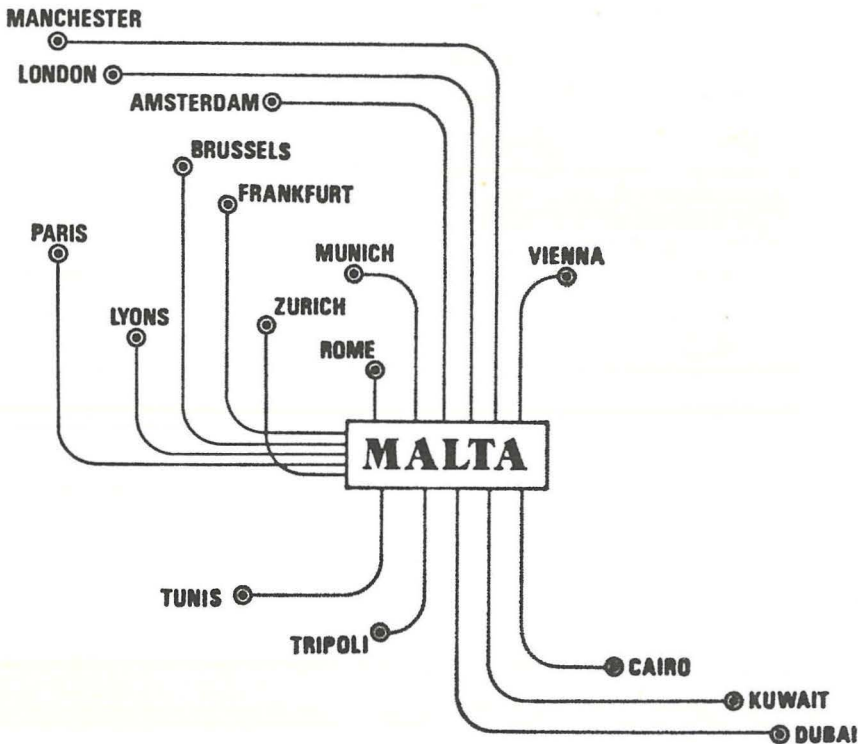 MANCHESTER
LONDON
AMSTERDAM
BRUSSELS
FRANKFURT
PARIS
MUNICH
VIENNA
ZURICH
LYONS
ROME
MALTA
TUNIS
TRIPOLI
CAIRO
KUWAIT
DUBAI